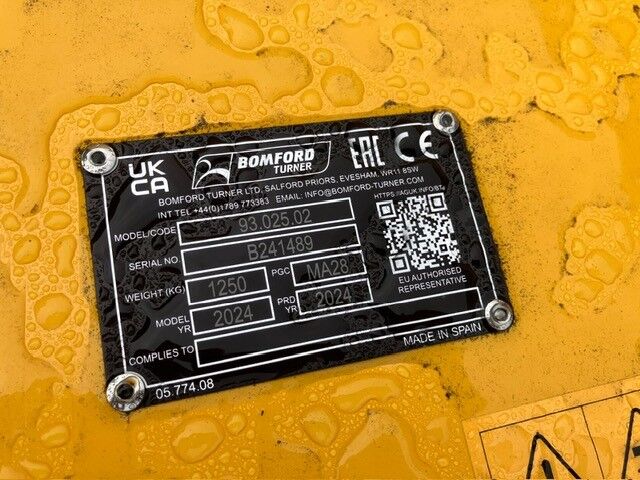 UK
CA
BOMFORD
TURNER
EAC CE
BOMFORD TURNER LTD, SALFORD PRIORS, EVESHAM, WR11 8SW
INT TEL +44(0)1789 773383 EMAIL: INFO@BOMFORD-TURNER.COM
MODEL/CODE 93.025.02
SERIAL NO. B241489
WEIGHT (KG) 1250 PGC MA28
MODEL YR 2024 PRD YR 2024
COMPLIES TO
HTTPS://AGUK.INFO/BT
EU AUTHORISED
REPRESENTATIVE
MADE IN SPAIN
05.774.08